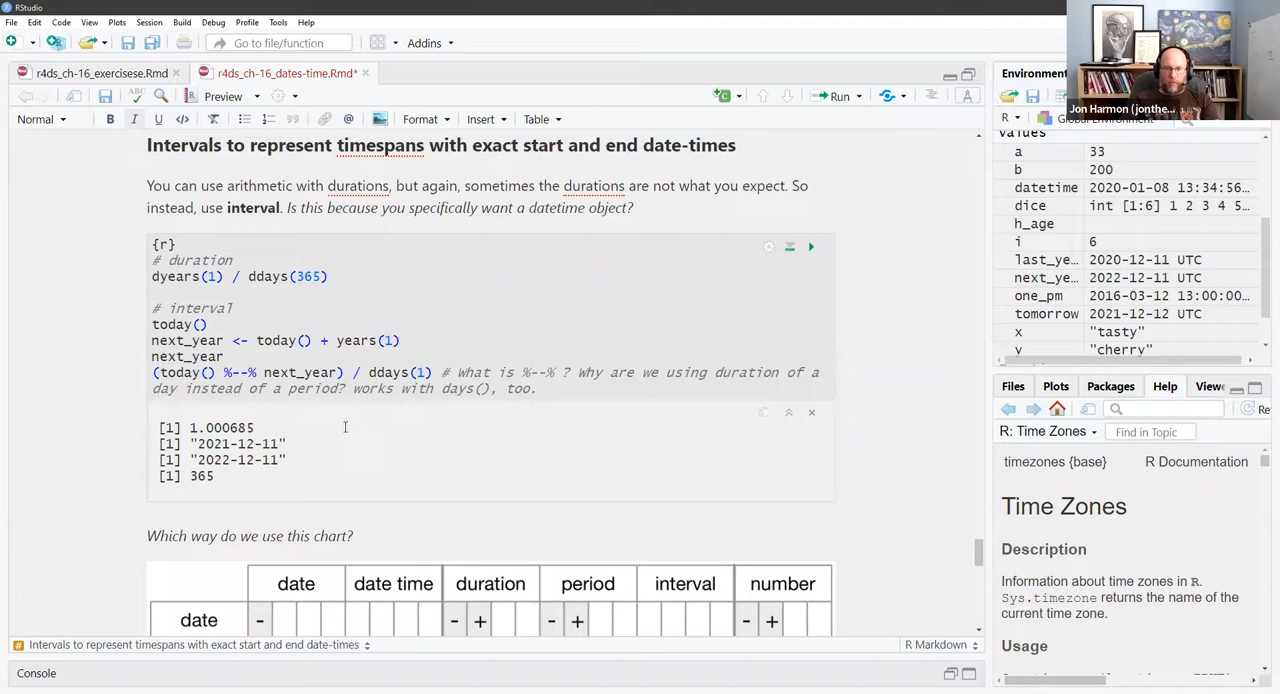 RStudio
File Edit Code View Plots Session Build Debug Profile Tools Help
Go to file/function Addins
r4ds_ch-16_exercisese.Rmd r4ds_ch-16_dates-time.Rmd*
ABC Preview Run
Normal B I U </> Format Insert Table
Intervals to represent timespans with exact start and end date-times
You can use arithmetic with durations, but again, sometimes the durations are not what you expect. So
instead, use interval. Is this because you specifically want a datetime object?
{r}
# duration
dyears(1) / ddays(365)
# interval
today()
next_year <- today() + years(1)
next_year
(today() %--% next_year) / ddays(1) # What is %--% ? Why are we using duration of a
day instead of a period? works with days(), too.
[1] 1.000685
[1] "2021-12-11"
[1] "2022-12-11"
[1] 365
Which way do we use this chart?
date date time duration period interval number
date - - + - + - +
Intervals to represent timespans with exact start and end date-times R Markdown
Console
Environme
Jon Harmon (jonthe...
R Global Environment
values
a 33
b 200
datetime 2020-01-08 13:34:56…
dice int [1:6] 1 2 3 4 5…
h_age
i 6
last_ye… 2020-12-11 UTC
next_ye… 2022-12-11 UTC
one_pm 2016-03-12 13:00:00…
tomorrow 2021-12-12 UTC
x "tasty"
y "cherry"
Files Plots Packages Help View
Re
R: Time Zones Find in Topic
timezones {base} R Documentation
Time Zones
Description
Information about time zones in R.
Sys.timezone returns the name of the
current time zone.
Usage